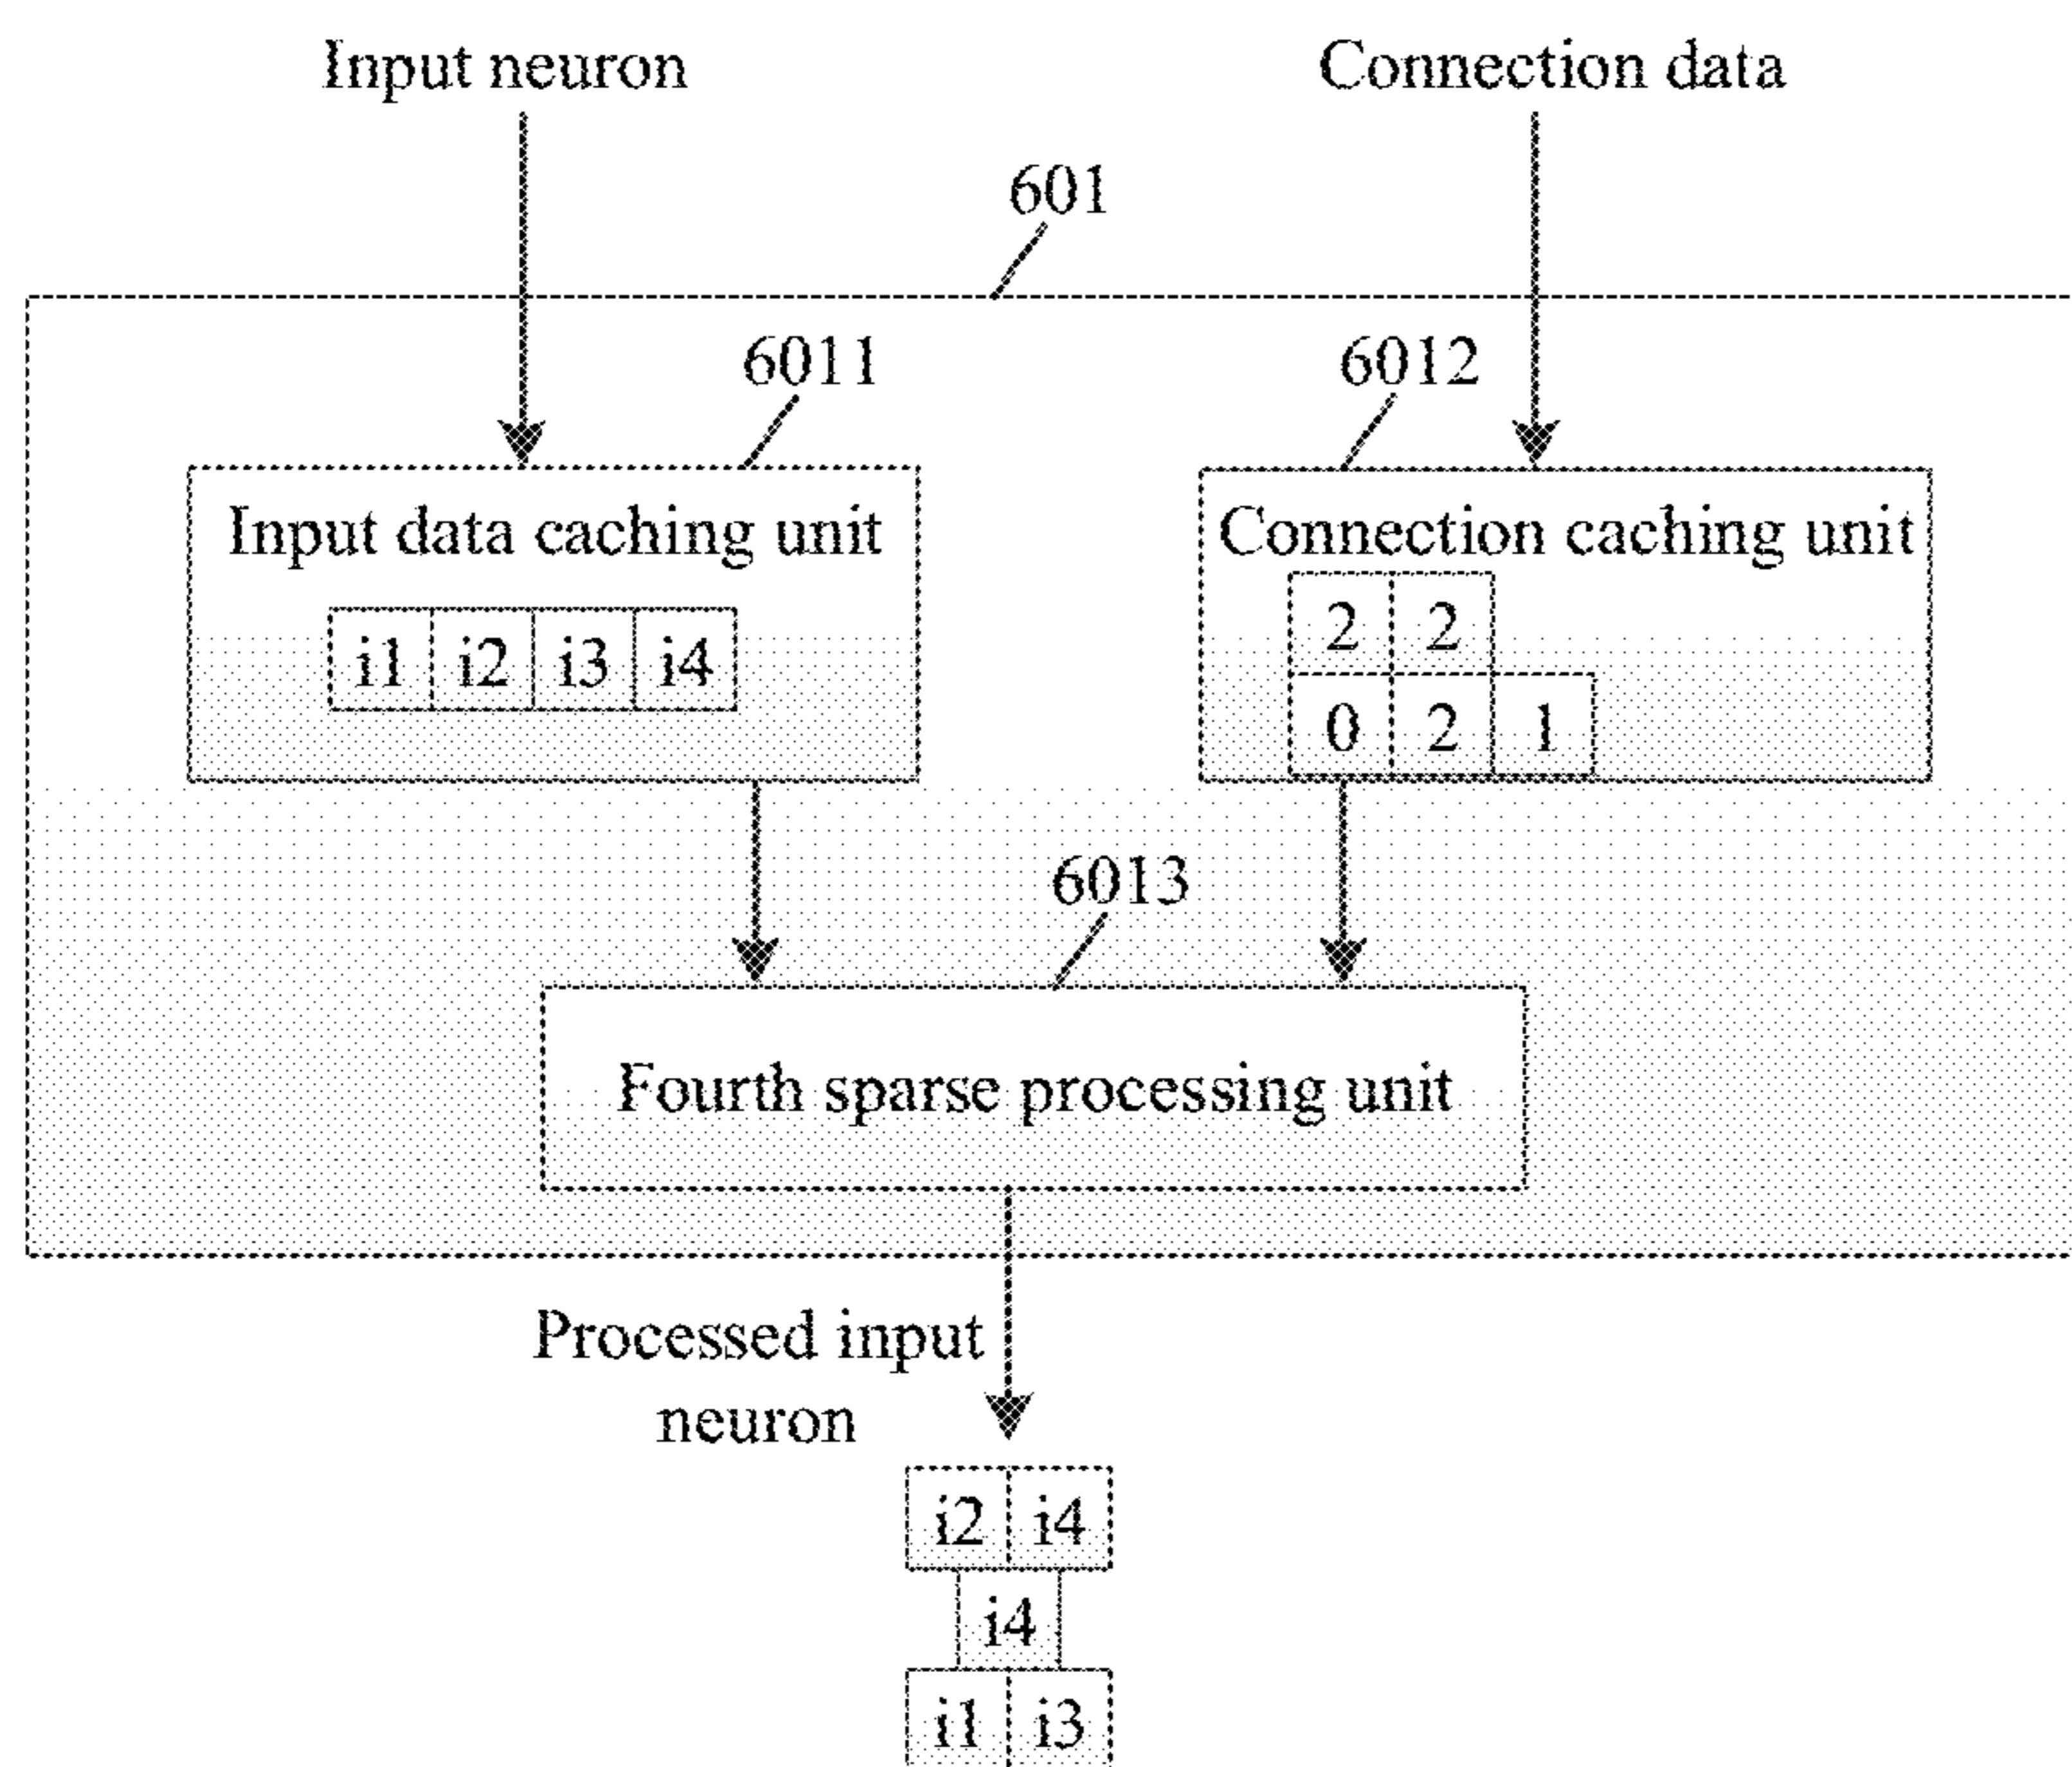 Input neuron
Connection data
601
6011
6012
Input data caching unit
Connection caching unit
i1 i2 i3 i4
2 2
0 2 1
6013
Fourth sparse processing unit
Processed input
neuron
i2 i4
i4
i1 i3